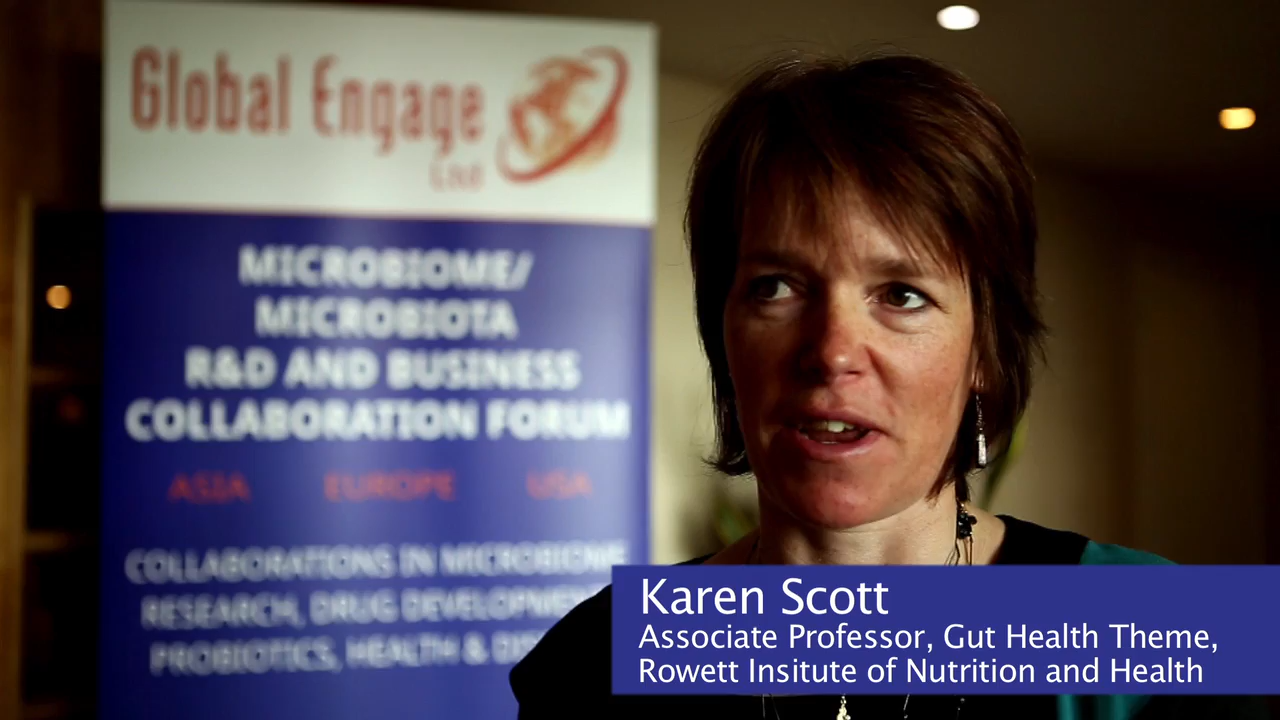 Global Engage
Ltd
MICROBIOME/
MICROBIOTA
R&D AND BUSINESS
COLLABORATION FORUM
ASIA EUROPE USA
COLLABORATIONS IN MICROBIOME
RESEARCH, DRUG DEVELOPMENT
PROBIOTICS, HEALTH &
Karen Scott
Associate Professor, Gut Health Theme,
Rowett Insitute of Nutrition and Health